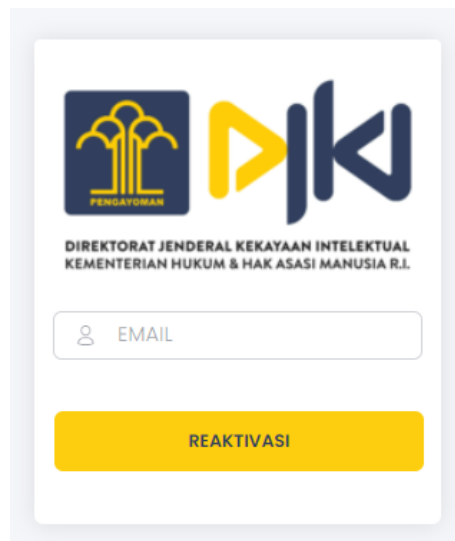 PENGAYOMAN
DJKI
DIREKTORAT JENDERAL KEKAYAAN INTELEKTUAL
KEMENTERIAN HUKUM & HAK ASASI MANUSIA R.I.
EMAIL
REAKTIVASI